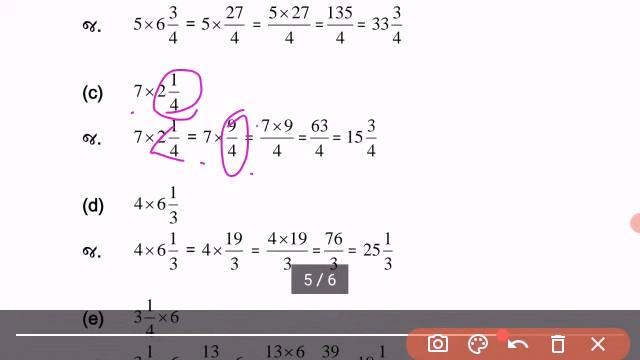 જ. 5 × 6 3/4 = 5 × 27/4 = 5 × 27/4 = 135/4 = 33 3/4
(c) 7 × 2 1/4
જ. 7 × 2 1/4 = 7 × 9/4 = 7 × 9/4 = 63/4 = 15 3/4
(d) 4 × 6 1/3
જ. 4 × 6 1/3 = 4 × 19/3 = 4 × 19/3 = 76/3 = 25 1/3
5 / 6
(e) 3 1/4 × 6